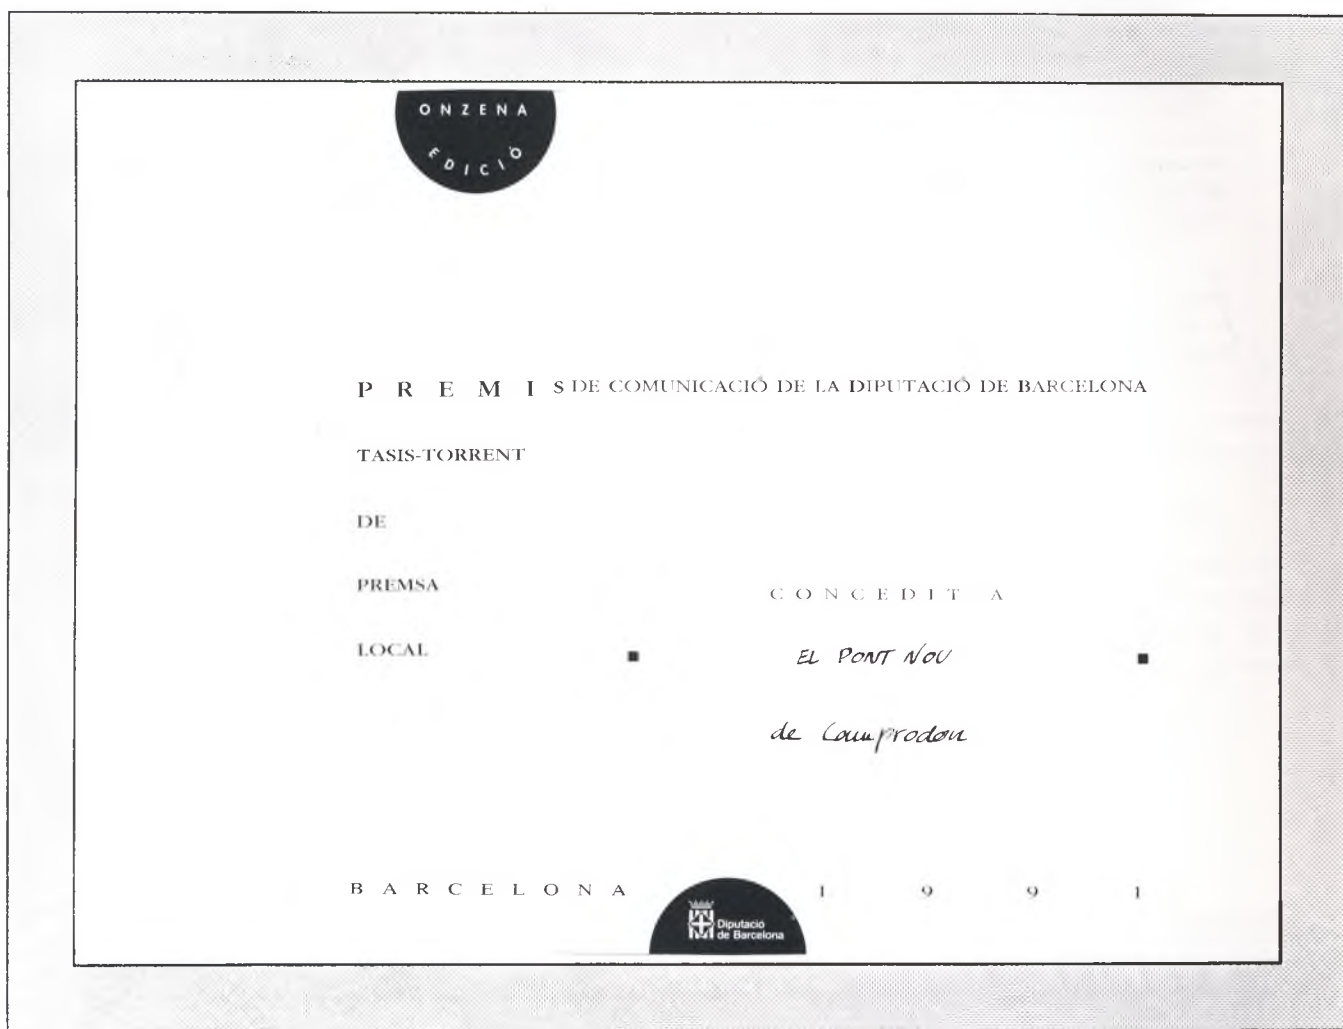 ONZENA
EDICIÓ
PREMIS DE COMUNICACIÓ DE LA DIPUTACIÓ DE BARCELONA
TASIS-TORRENT
DE
PREMSA
LOCAL
CONCEDIT A
EL PONT NOU
de Camprodon
BARCELONA 1991
Diputació
de Barcelona